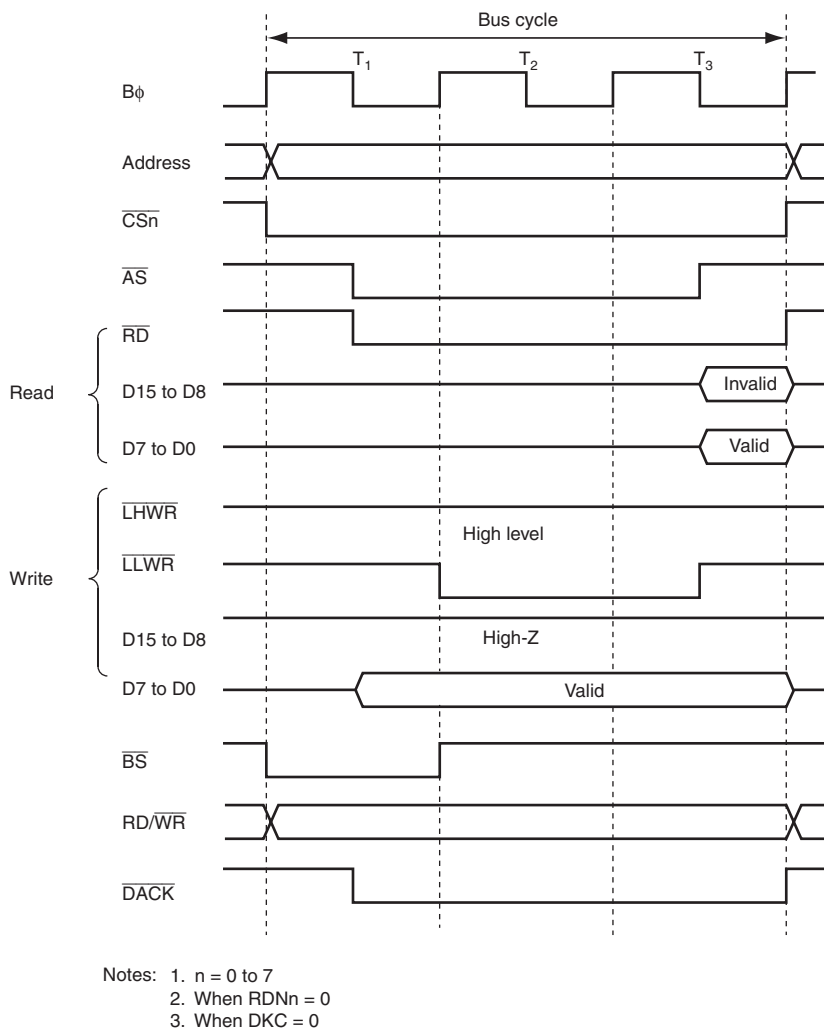 Bus cycle
T1 T2 T3
Bϕ
Address
CSn
AS
RD
Read
D15 to D8 Invalid
D7 to D0 Valid
LHWR
High level
LLWR
Write
D15 to D8 High-Z
D7 to D0 Valid
BS
RD/WR
DACK
Notes: 1. n = 0 to 7
2. When RDNn = 0
3. When DKC = 0